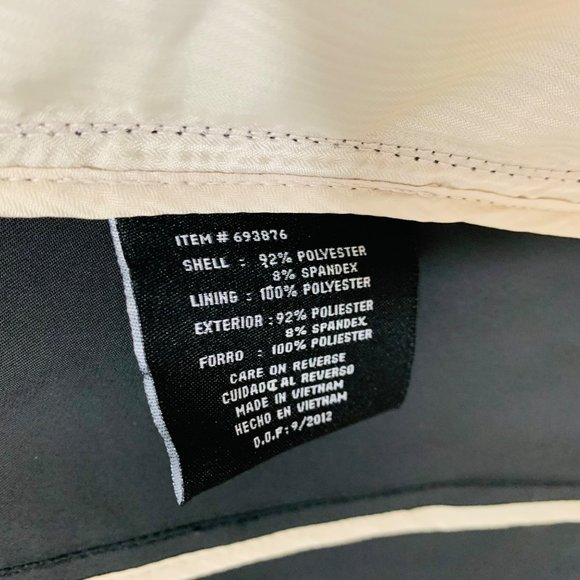 ITEM # 693876
SHELL : 92% POLYESTER
8% SPANDEX
LINING : 100% POLYESTER
EXTERIOR : 92% POLIESTER
8% SPANDEX
FORRO : 100% POLIESTER
CARE ON REVERSE
CUIDADO AL REVERSO
MADE IN VIETNAM
HECHO EN VIETNAM
D.O.F: 9/2012